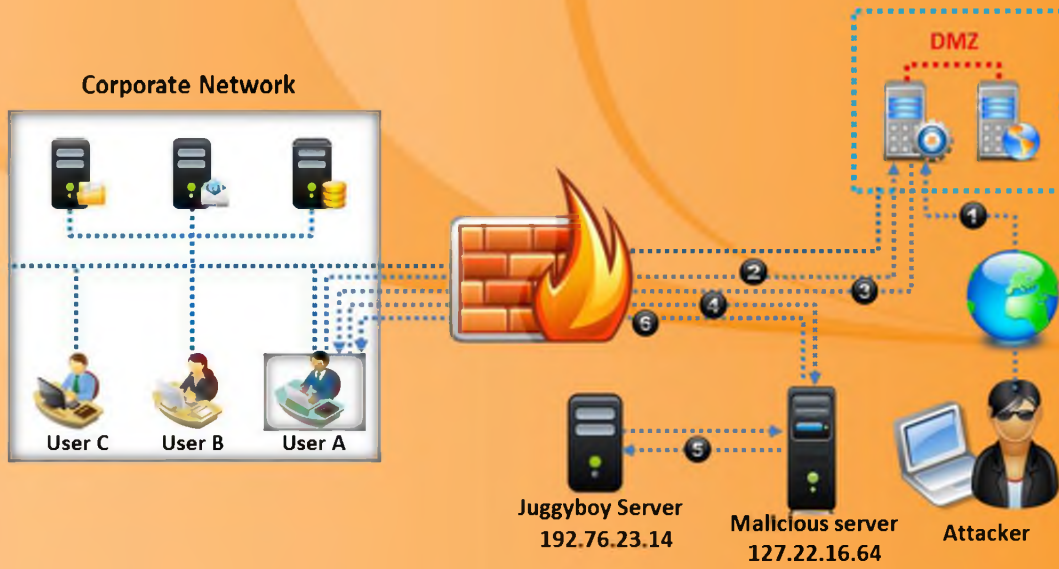 DMZ
Corporate Network
1
2
3
4
6
User C
User B
User A
5
Juggyboy Server
192.76.23.14
Malicious server
127.22.16.64
Attacker